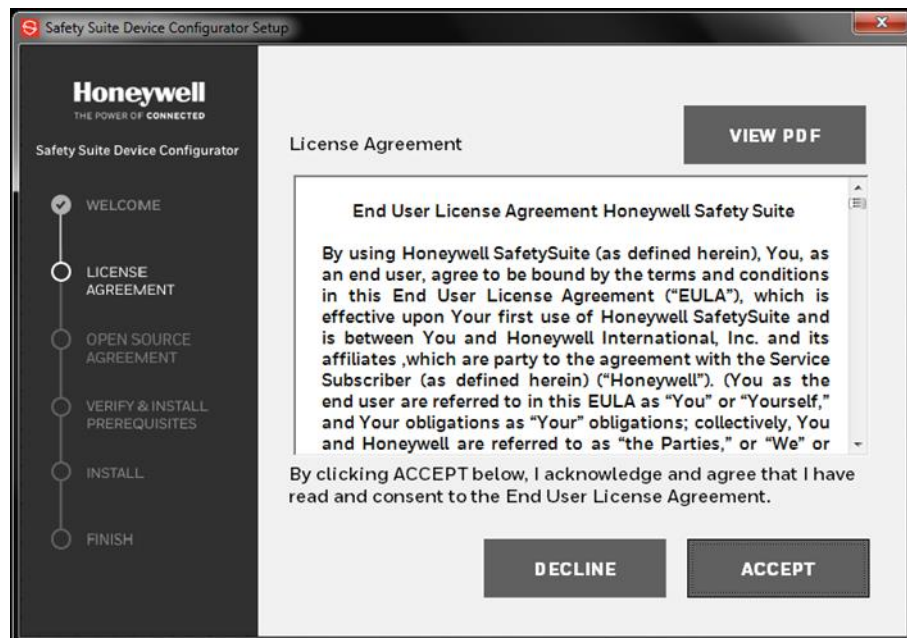 Safety Suite Device Configurator Setup
Honeywell
THE POWER OF CONNECTED
Safety Suite Device Configurator
WELCOME
LICENSE
AGREEMENT
OPEN SOURCE
AGREEMENT
VERIFY & INSTALL
PREREQUISITES
INSTALL
FINISH
License Agreement
VIEW PDF
End User License Agreement Honeywell Safety Suite
By using Honeywell SafetySuite (as defined herein), You, as
an end user, agree to be bound by the terms and conditions
in this End User License Agreement (“EULA”), which is
effective upon Your first use of Honeywell SafetySuite and
is between You and Honeywell International, Inc. and its
affiliates ,which are party to the agreement with the Service
Subscriber (as defined herein) (“Honeywell”). (You as the
end user are referred to in this EULA as “You” or “Yourself,”
and Your obligations as “Your” obligations; collectively, You
and Honeywell are referred to as “the Parties,” or “We” or
By clicking ACCEPT below, I acknowledge and agree that I have
read and consent to the End User License Agreement.
DECLINE
ACCEPT